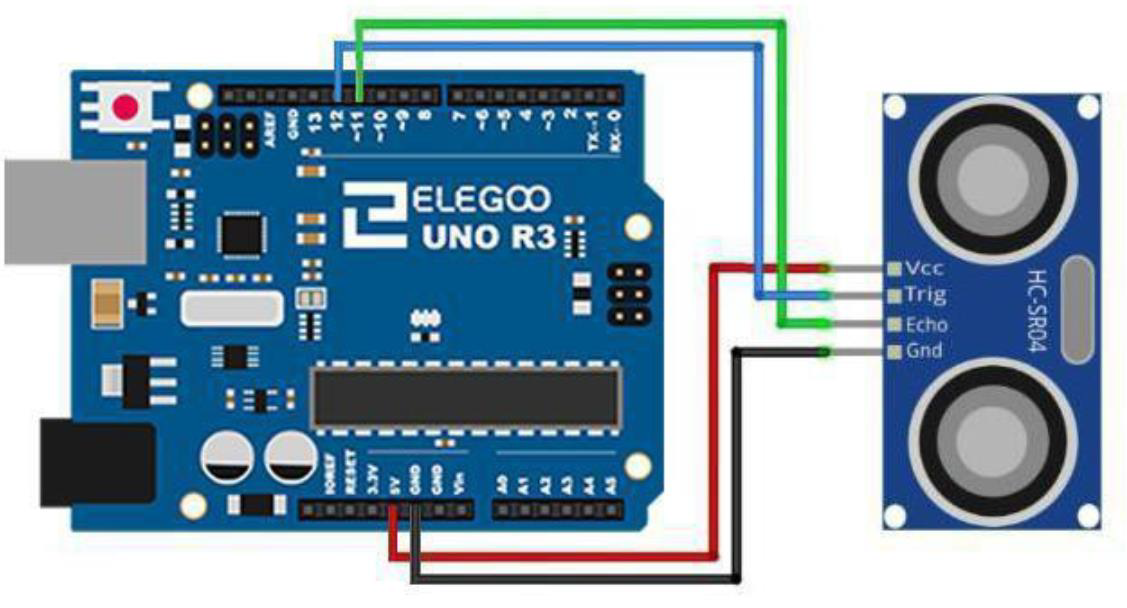 AREF
GND
13
12
~11
~10
~9
8
7
~6
~5
4
~3
2
TX→1
RX←0
ELEGOO
UNO R3
IOREF
RESET
3.3V
5V
GND
GND
Vin
A0
A1
A2
A3
A4
A5
Vcc
Trig
Echo
Gnd
HC-SR04